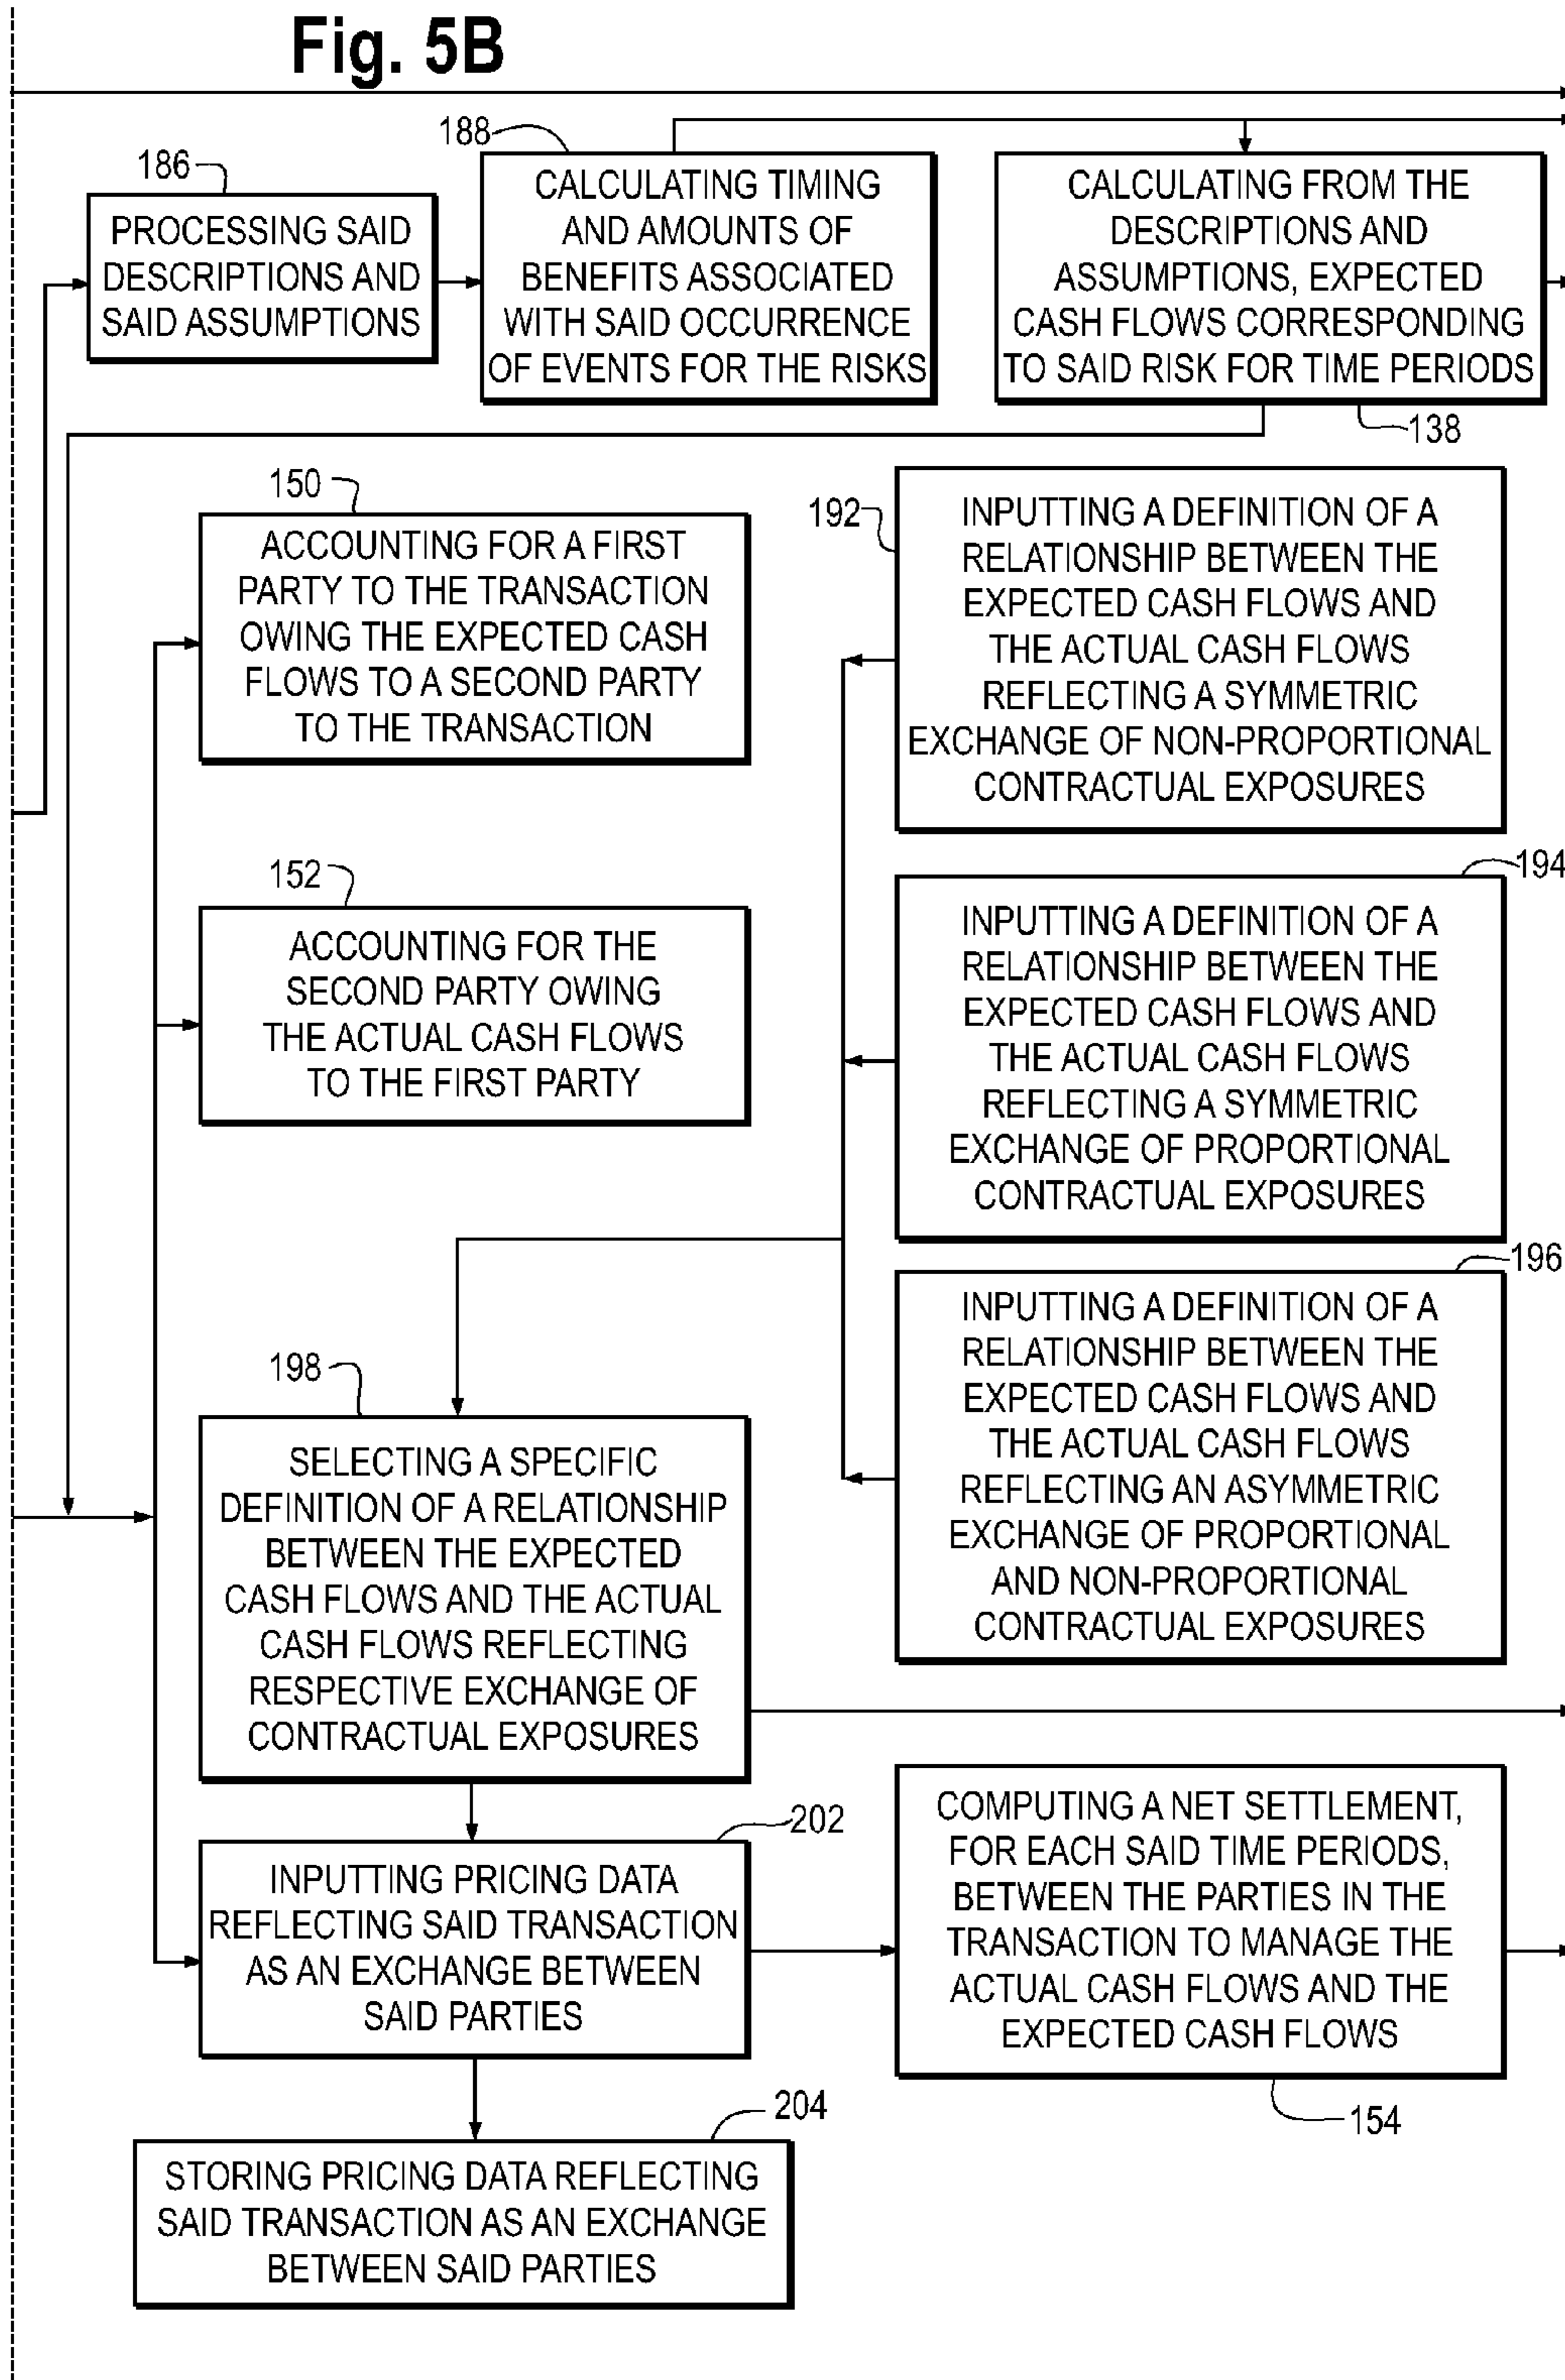 Fig. 5B
186
PROCESSING SAID
DESCRIPTIONS AND
SAID ASSUMPTIONS
188
CALCULATING TIMING
AND AMOUNTS OF
BENEFITS ASSOCIATED
WITH SAID OCCURRENCE
OF EVENTS FOR THE RISKS
CALCULATING FROM THE
DESCRIPTIONS AND
ASSUMPTIONS, EXPECTED
CASH FLOWS CORRESPONDING
TO SAID RISK FOR TIME PERIODS
138
150
ACCOUNTING FOR A FIRST
PARTY TO THE TRANSACTION
OWING THE EXPECTED CASH
FLOWS TO A SECOND PARTY
TO THE TRANSACTION
192
INPUTTING A DEFINITION OF A
RELATIONSHIP BETWEEN THE
EXPECTED CASH FLOWS AND
THE ACTUAL CASH FLOWS
REFLECTING A SYMMETRIC
EXCHANGE OF NON-PROPORTIONAL
CONTRACTUAL EXPOSURES
152
ACCOUNTING FOR THE
SECOND PARTY OWING
THE ACTUAL CASH FLOWS
TO THE FIRST PARTY
194
INPUTTING A DEFINITION OF A
RELATIONSHIP BETWEEN THE
EXPECTED CASH FLOWS AND
THE ACTUAL CASH FLOWS
REFLECTING A SYMMETRIC
EXCHANGE OF PROPORTIONAL
CONTRACTUAL EXPOSURES
196
INPUTTING A DEFINITION OF A
RELATIONSHIP BETWEEN THE
EXPECTED CASH FLOWS AND
THE ACTUAL CASH FLOWS
REFLECTING AN ASYMMETRIC
EXCHANGE OF PROPORTIONAL
AND NON-PROPORTIONAL
CONTRACTUAL EXPOSURES
198
SELECTING A SPECIFIC
DEFINITION OF A RELATIONSHIP
BETWEEN THE EXPECTED
CASH FLOWS AND THE ACTUAL
CASH FLOWS REFLECTING
RESPECTIVE EXCHANGE OF
CONTRACTUAL EXPOSURES
202
INPUTTING PRICING DATA
REFLECTING SAID TRANSACTION
AS AN EXCHANGE BETWEEN
SAID PARTIES
COMPUTING A NET SETTLEMENT,
FOR EACH SAID TIME PERIODS,
BETWEEN THE PARTIES IN THE
TRANSACTION TO MANAGE THE
ACTUAL CASH FLOWS AND THE
EXPECTED CASH FLOWS
154
204
STORING PRICING DATA REFLECTING
SAID TRANSACTION AS AN EXCHANGE
BETWEEN SAID PARTIES